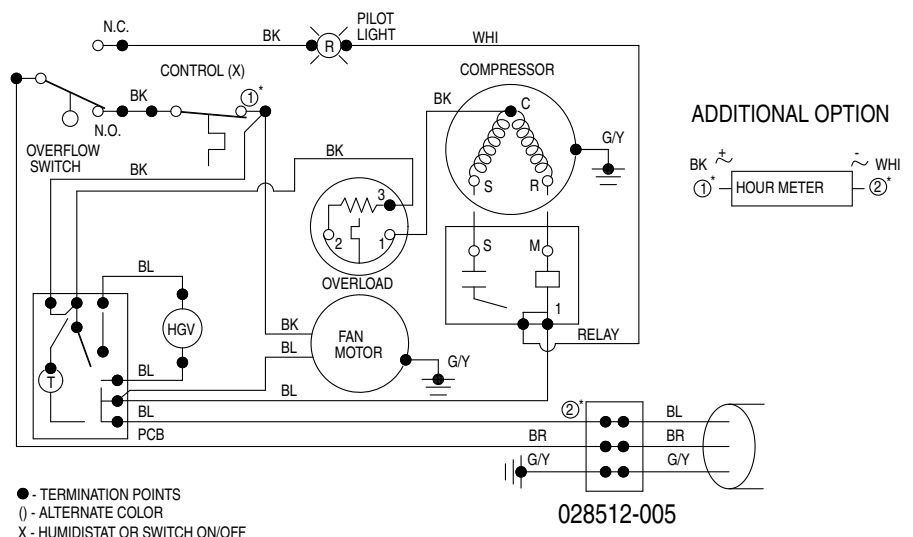 N.C.
BK
PILOT
LIGHT
R
WHI
CONTROL (X)
COMPRESSOR
BK
1*
BK
C
N.O.
G/Y
OVERFLOW
SWITCH
BK
BK
S
R
3
2
1
S
M
OVERLOAD
1
BL
HGV
BK
FAN
MOTOR
BL
RELAY
G/Y
BL
T
BL
BL
2*
BL
PCB
BR
BR
G/Y
G/Y
028512-005
ADDITIONAL OPTION
BK + ~
~ - WHI
1* HOUR METER 2*
● - TERMINATION POINTS
() - ALTERNATE COLOR
X - HUMIDISTAT OR SWITCH ON/OFF